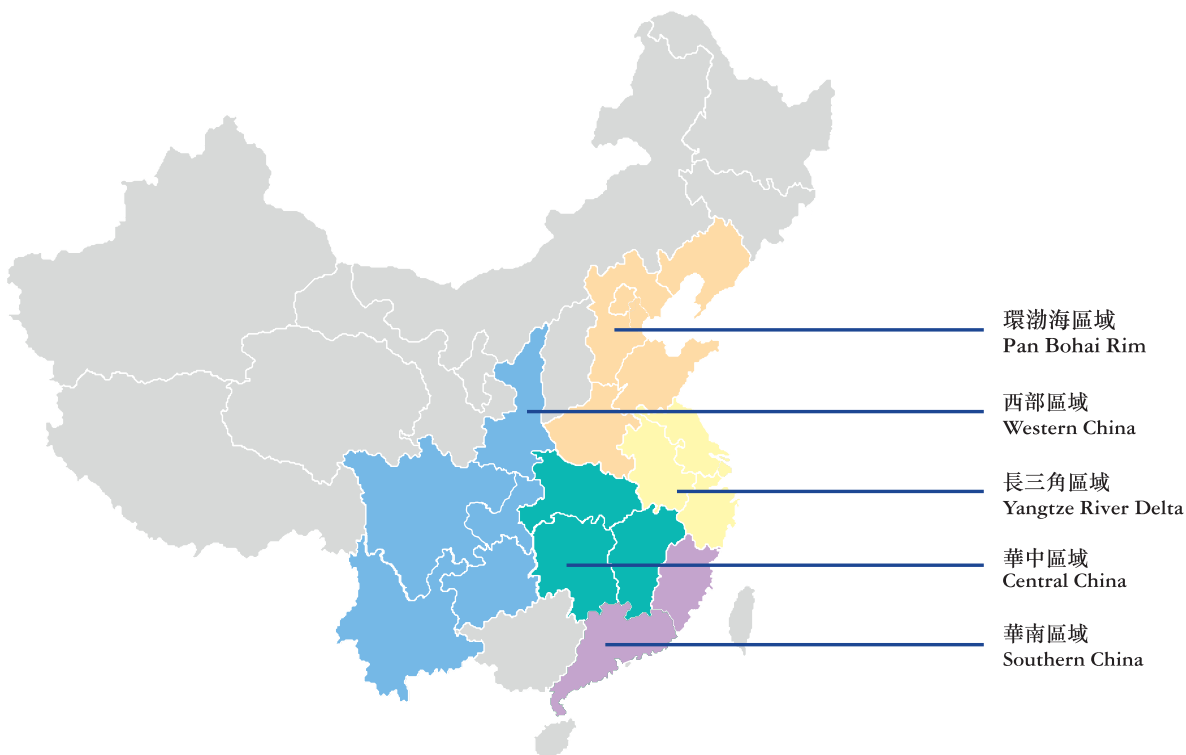 環渤海區域
Pan Bohai Rim
西部區域
Western China
長三角區域
Yangtze River Delta
華中區域
Central China
華南區域
Southern China